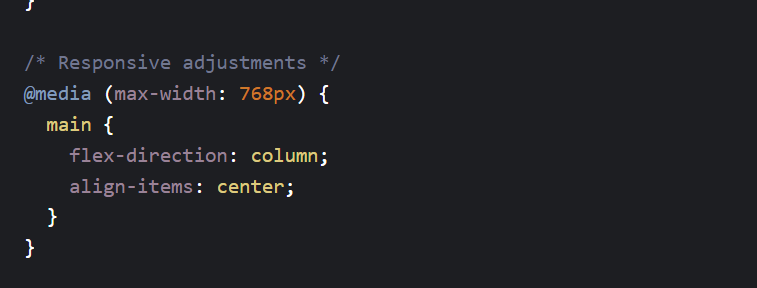 }
/* Responsive adjustments */
@media (max-width: 768px) {
  main {
    flex-direction: column;
    align-items: center;
  }
}